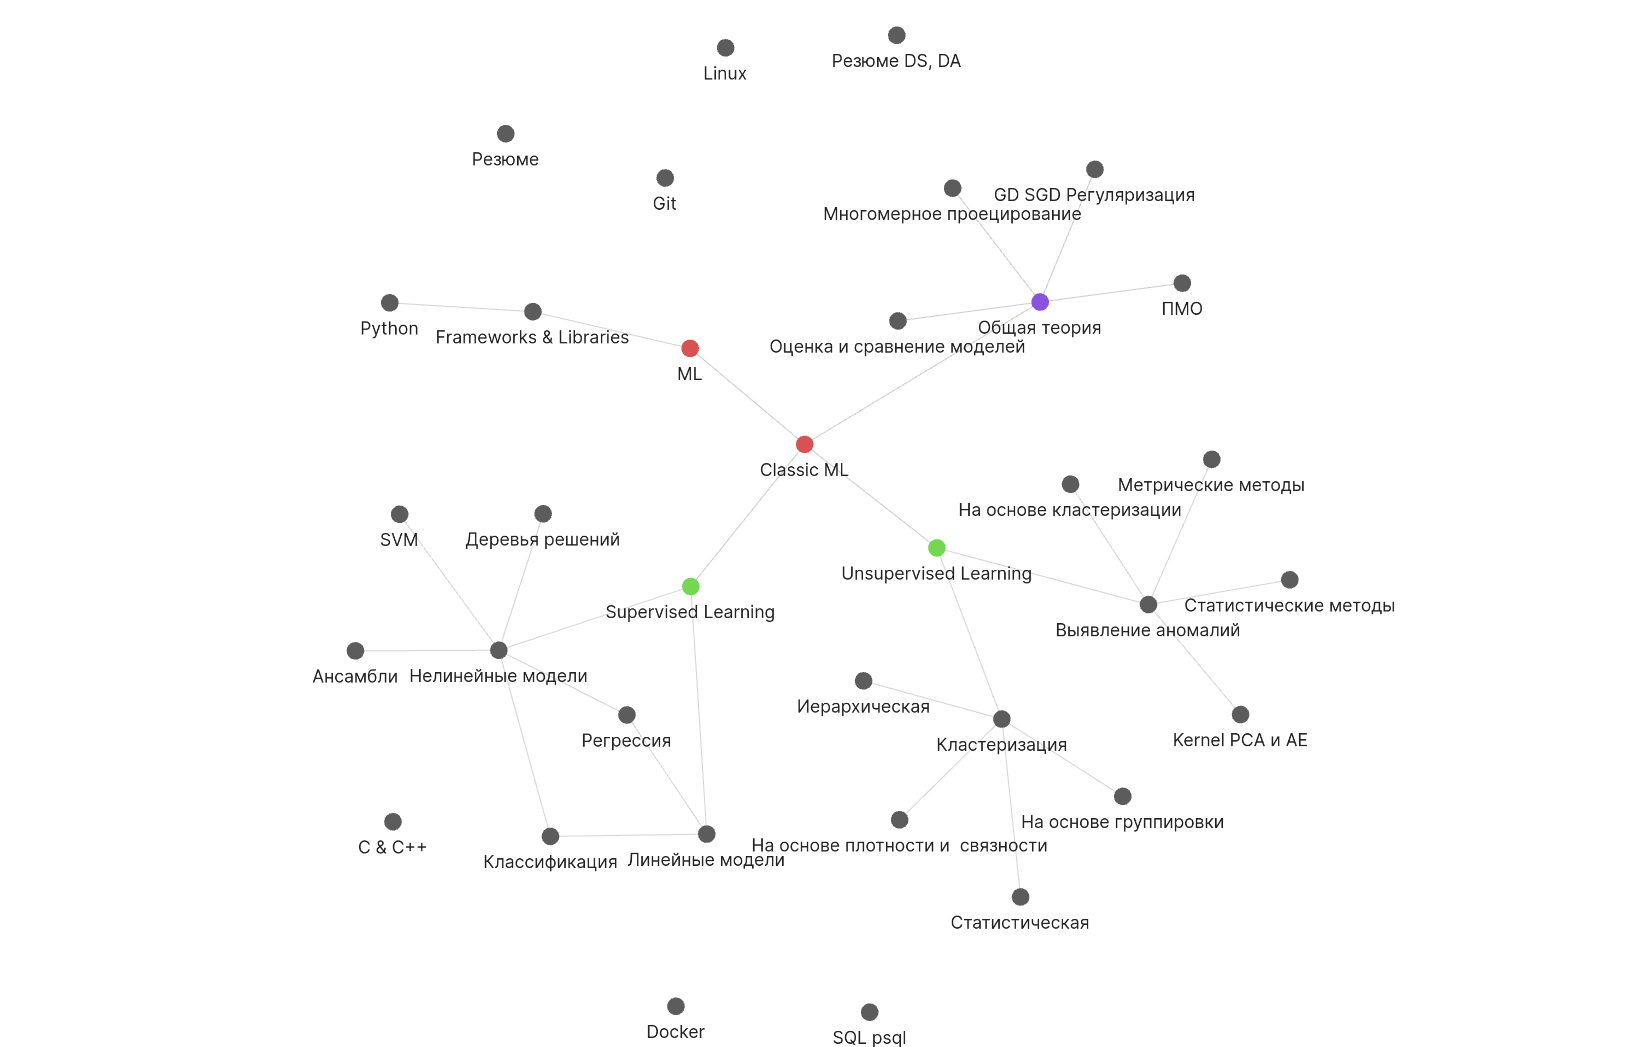 Linux
Резюме DS, DA
Резюме
Git
GD SGD Регуляризация
Многомерное проецирование
ПМО
Python
Frameworks & Libraries
Общая теория
Оценка и сравнение моделей
ML
Classic ML
Метрические методы
На основе кластеризации
SVM
Деревья решений
Unsupervised Learning
Supervised Learning
Статистические методы
Выявление аномалий
Ансамбли
Нелинейные модели
Иерархическая
Регрессия
Кластеризация
Kernel PCA и AE
На основе группировки
C & C++
На основе плотности и  связности
Классификация
Линейные модели
Статистическая
Docker
SQL psql